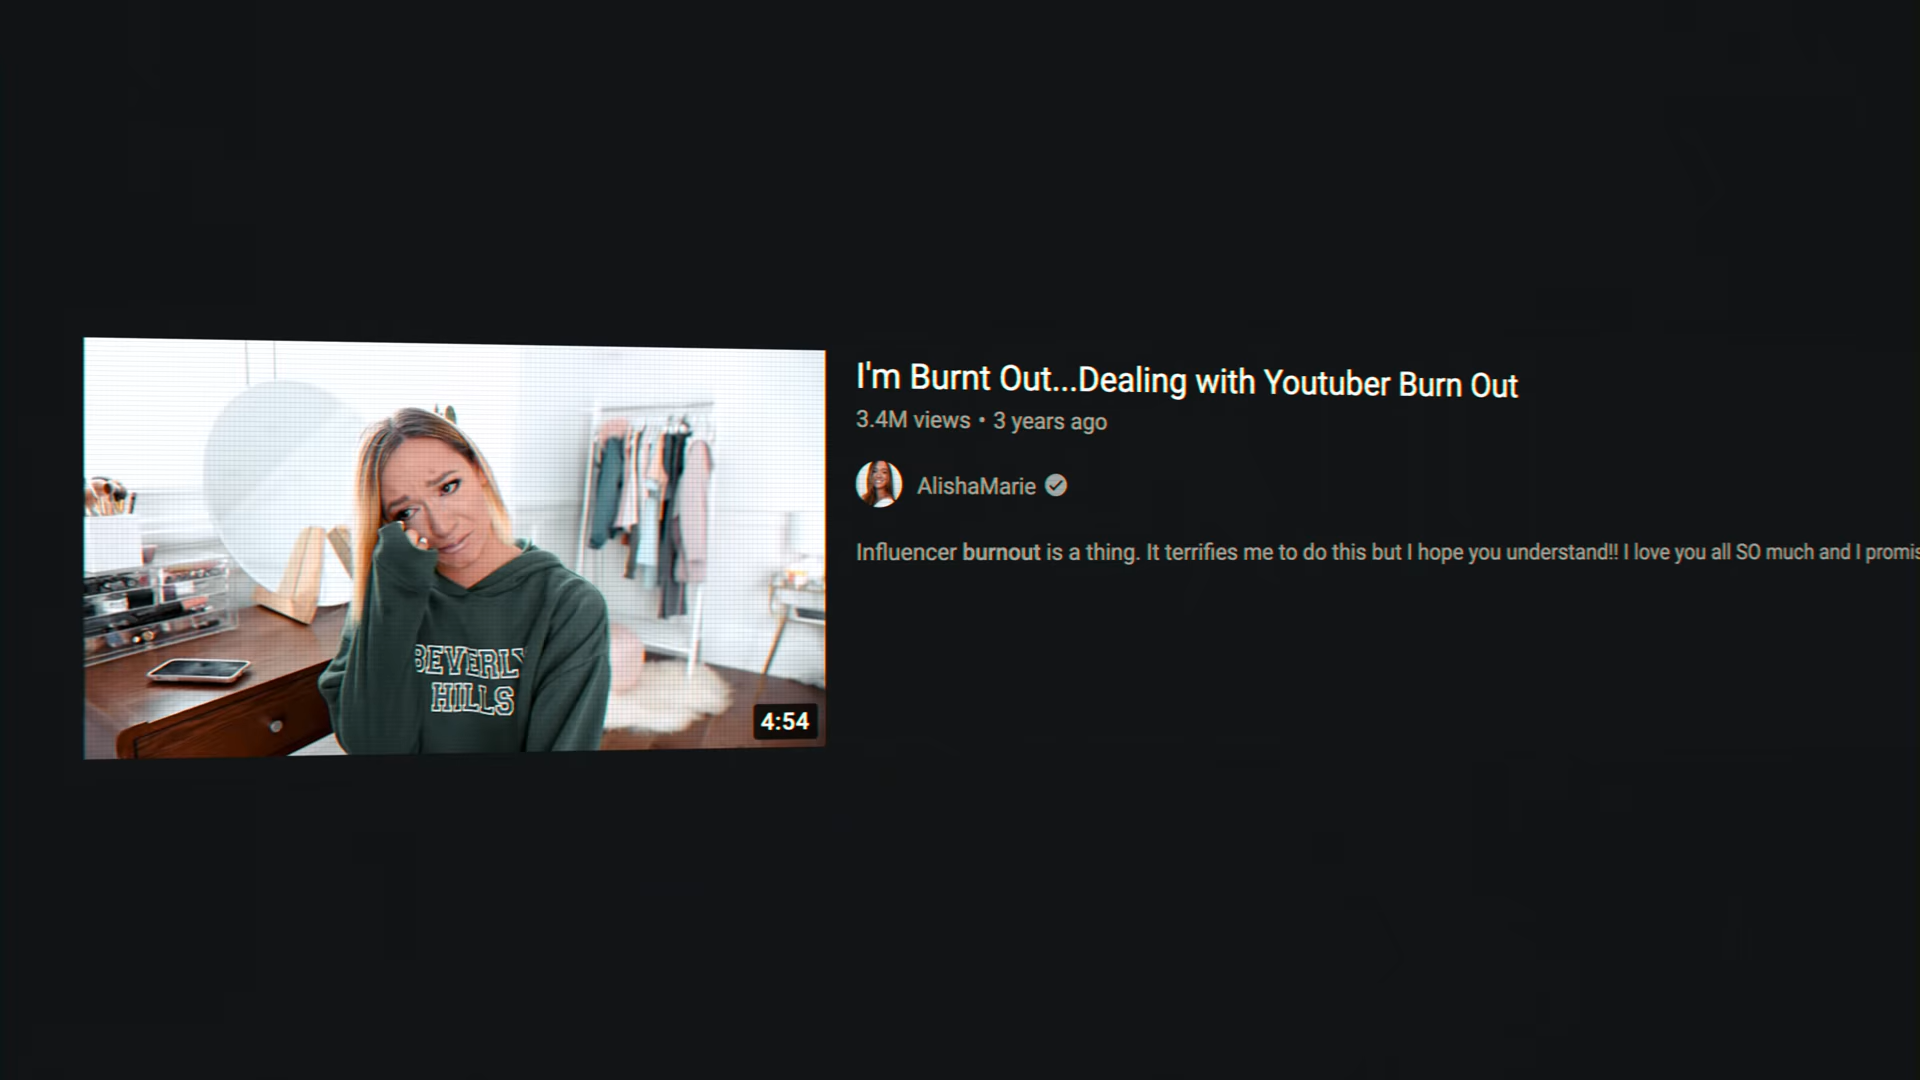 I'm Burnt Out...Dealing with Youtuber Burn Out
3.4M views • 3 years ago
AlishaMarie
Influencer burnout is a thing. It terrifies me to do this but I hope you understand!! I love you all SO much and I promis
BEVERLY
HILLS
4:54